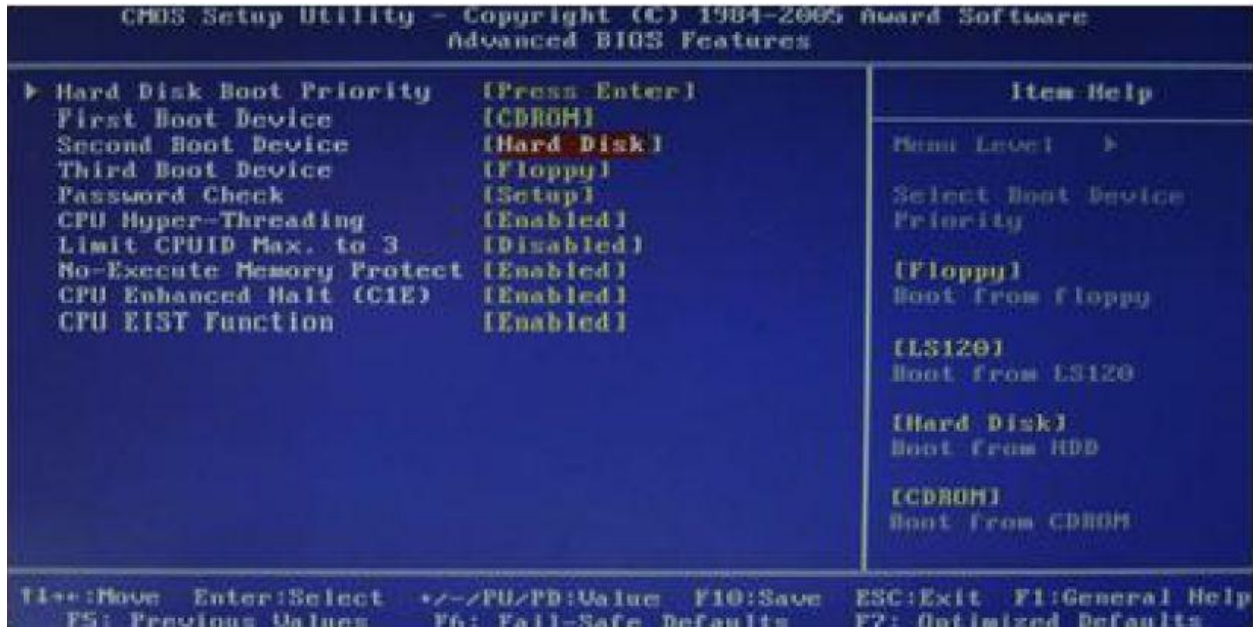 CMOS Setup Utility - Copyright (C) 1984-2005 Award Software
Advanced BIOS Features
Hard Disk Boot Priority [Press Enter]
First Boot Device [CDROM]
Second Boot Device [Hard Disk]
Third Boot Device [Floppy]
Password Check [Setup]
CPU Hyper-Threading [Enabled]
Limit CPUID Max. to 3 [Disabled]
No-Execute Memory Protect [Enabled]
CPU Enhanced Halt (C1E) [Enabled]
CPU EIST Function [Enabled]
Item Help
Menu Level ▶
Select Boot Device
Priority
[Floppy]
Boot from floppy
[LS120]
Boot from LS120
[Hard Disk]
Boot from HDD
[CDROM]
Boot from CDROM
↑↓→←:Move Enter:Select +/-/PU/PD:Value F10:Save ESC:Exit F1:General Help
F5: Previous Values F6: Fail-Safe Defaults F7: Optimized Defaults